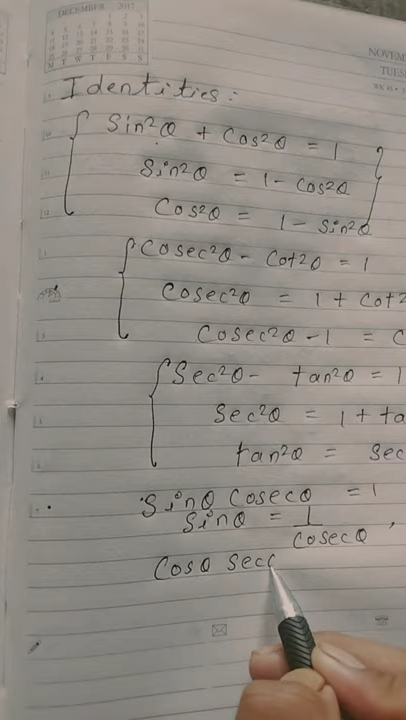 DECEMBER 2017
NOVEM
TUES
Identities:
Sin²θ + Cos²θ = 1
Sin²θ = 1 - Cos²θ
Cos²θ = 1 - Sin²θ
Cosec²θ - Cot²θ = 1
Cosec²θ = 1 + Cot²
Cosec²θ - 1 = C
Sec²θ - tan²θ = 1
Sec²θ = 1 + ta
tan²θ = Sec
Sinθ Cosecθ = 1
Sinθ = 1/Cosecθ ,
Cosθ Sec